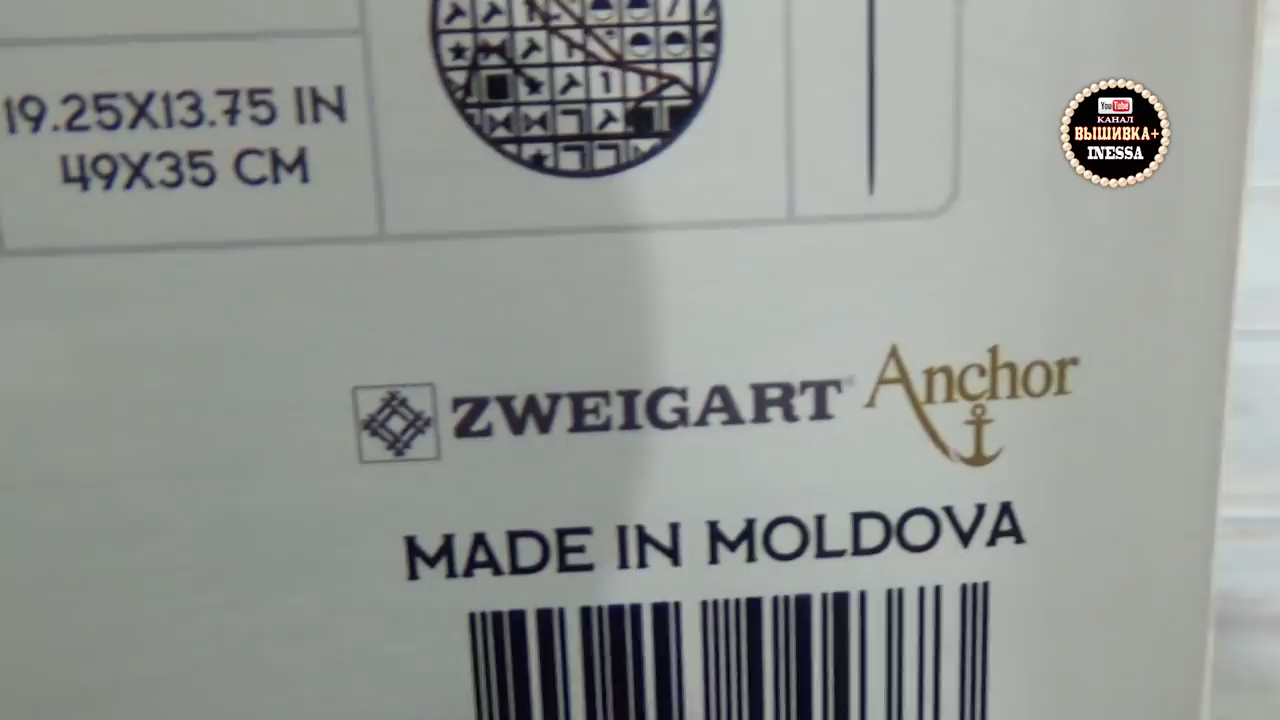 19.25X13.75 IN
49X35 CM
You Tube
КАНАЛ
ВЫШИВКА+
INESSA
ZWEIGART
Anchor
MADE IN MOLDOVA